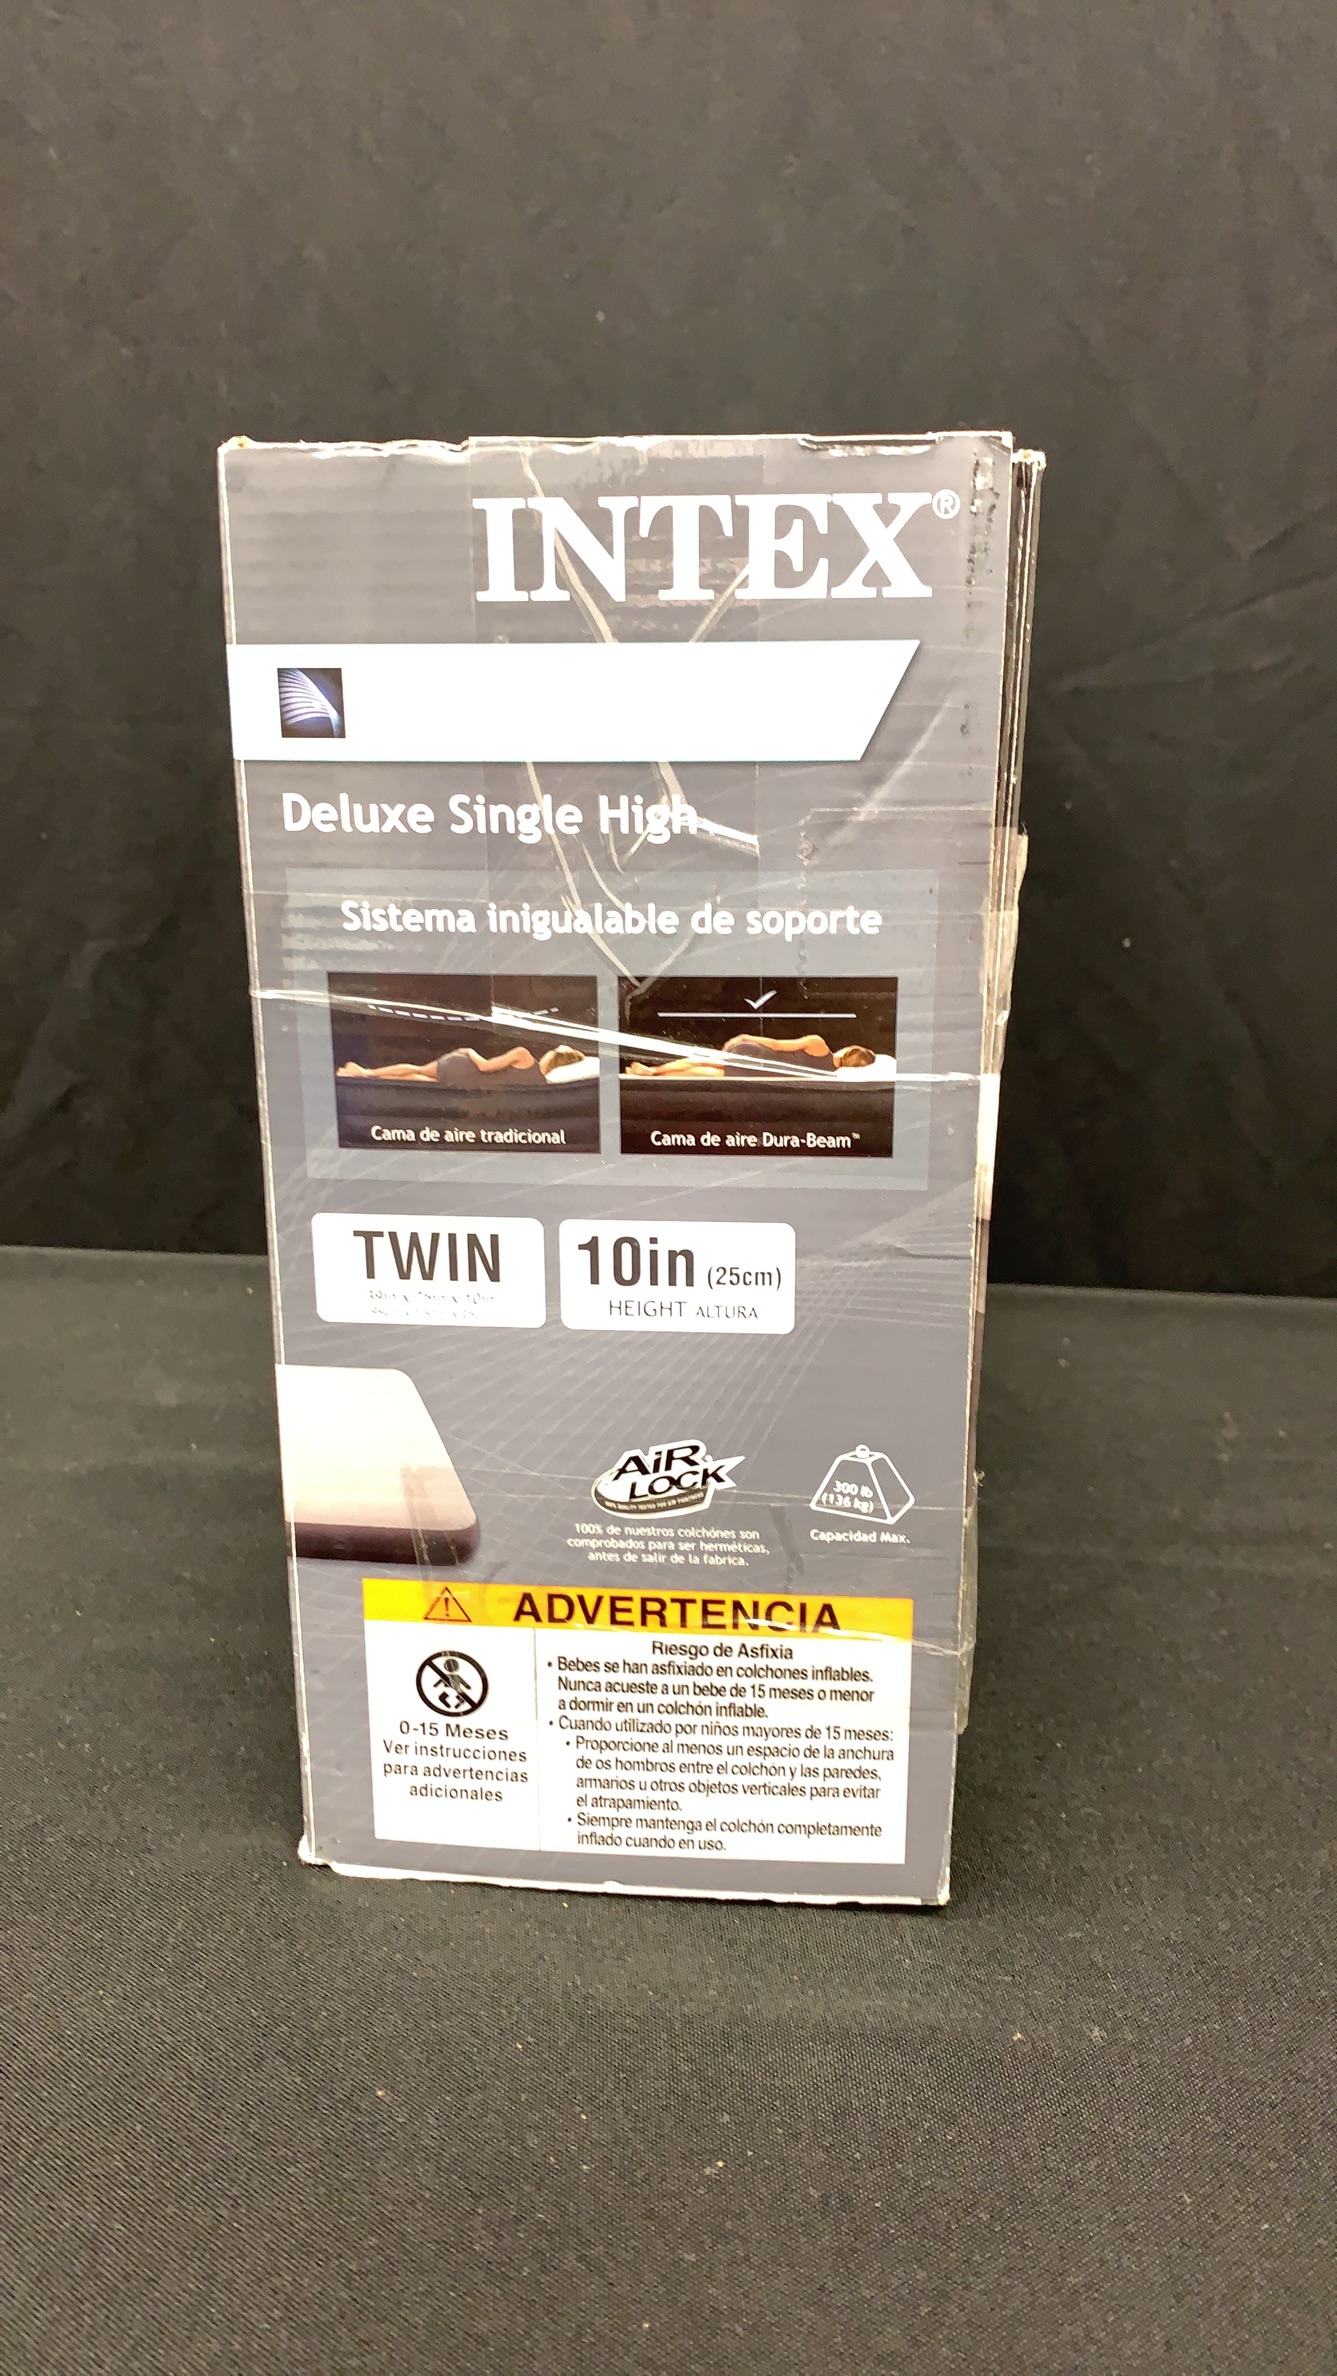 INTEX®
Deluxe Single High
Sistema inigualable de soporte
Cama de aire tradicional
Cama de aire Dura-Beam™
TWIN
39in x 75in x 10in
10in (25cm)
HEIGHT ALTURA
AiR LOCK
100% de nuestros colchónes son
comprobados para ser herméticas,
antes de salir de la fabrica.
300 lb
(136 kg)
Capacidad Max.
ADVERTENCIA
0-15 Meses
Ver instrucciones
para advertencias
adicionales
Riesgo de Asfixia
• Bebes se han asfixiado en colchones inflables.
Nunca acueste a un bebe de 15 meses o menor
a dormir en un colchón inflable.
• Cuando utilizado por niños mayores de 15 meses:
• Proporcione al menos un espacio de la anchura
de os hombros entre el colchón y las paredes,
armarios u otros objetos verticales para evitar
el atrapamiento.
• Siempre mantenga el colchón completamente
inflado cuando en uso.